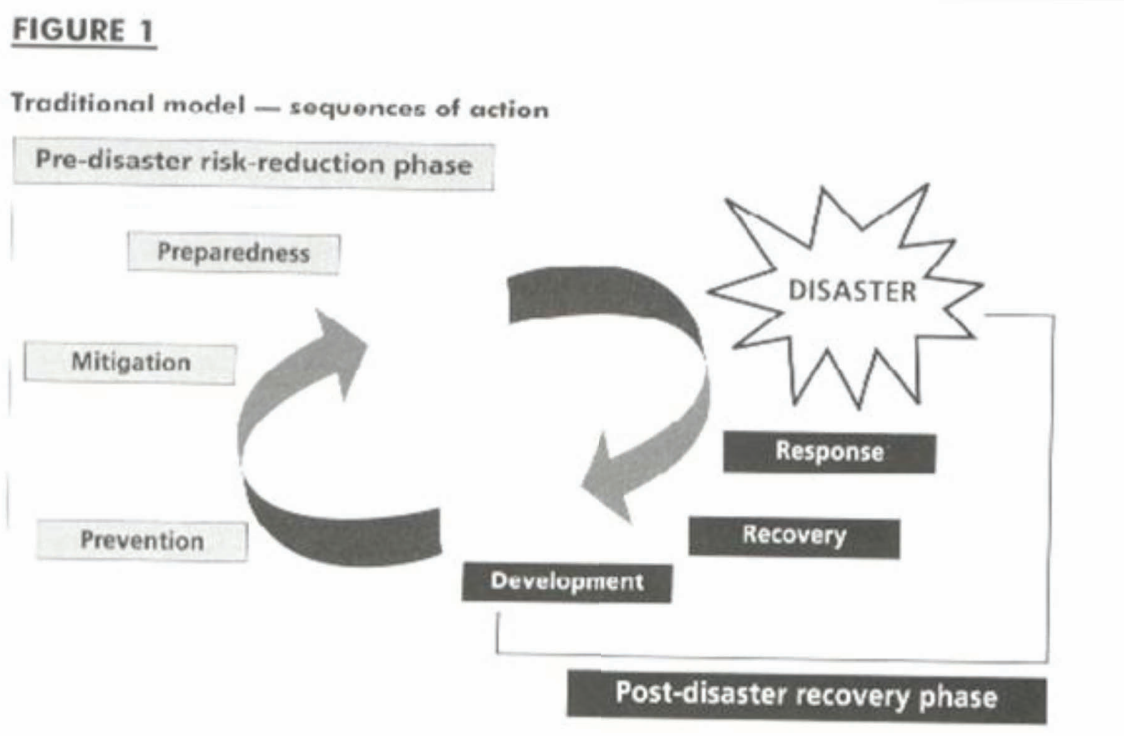 FIGURE 1
Traditional model — sequences of action
Pre-disaster risk-reduction phase
Preparedness
DISASTER
Mitigation
Response
Recovery
Prevention
Development
Post-disaster recovery phase